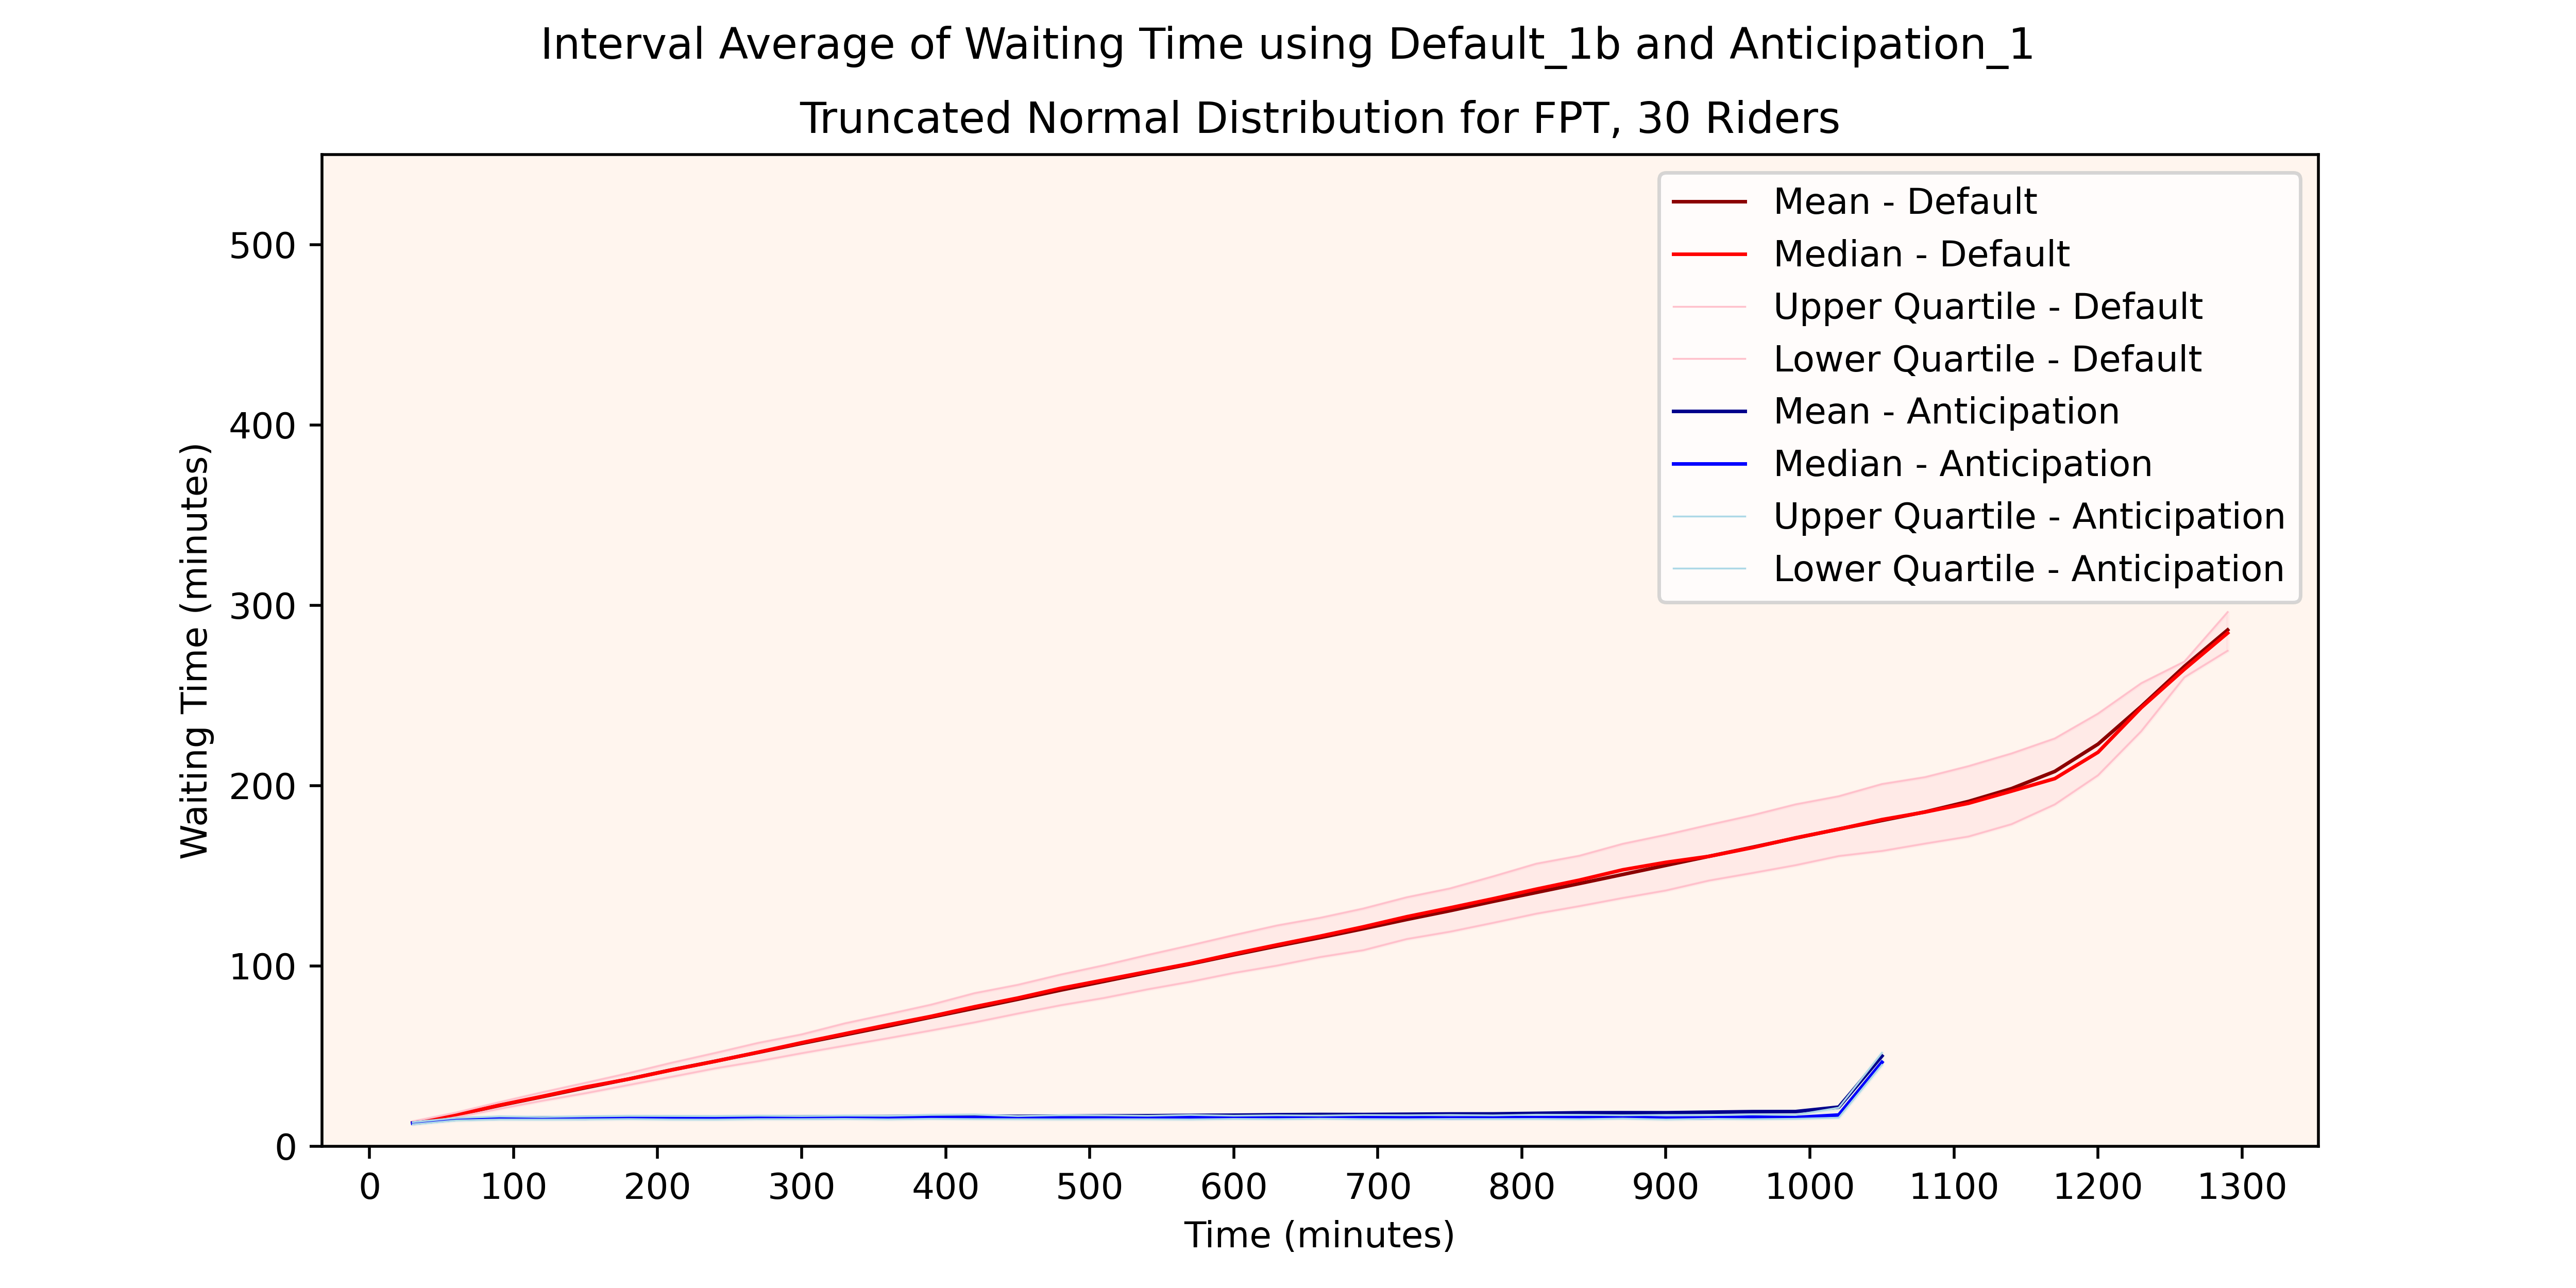 Interval Average of Waiting Time using Default_1b and Anticipation_1
Truncated Normal Distribution for FPT, 30 Riders
Mean - Default
Median - Default
Upper Quartile - Default
Lower Quartile - Default
Mean - Anticipation
Median - Anticipation
Upper Quartile - Anticipation
Lower Quartile - Anticipation
Waiting Time (minutes)
500
400
300
200
100
0
0 100 200 300 400 500 600 700 800 900 1000 1100 1200 1300
Time (minutes)